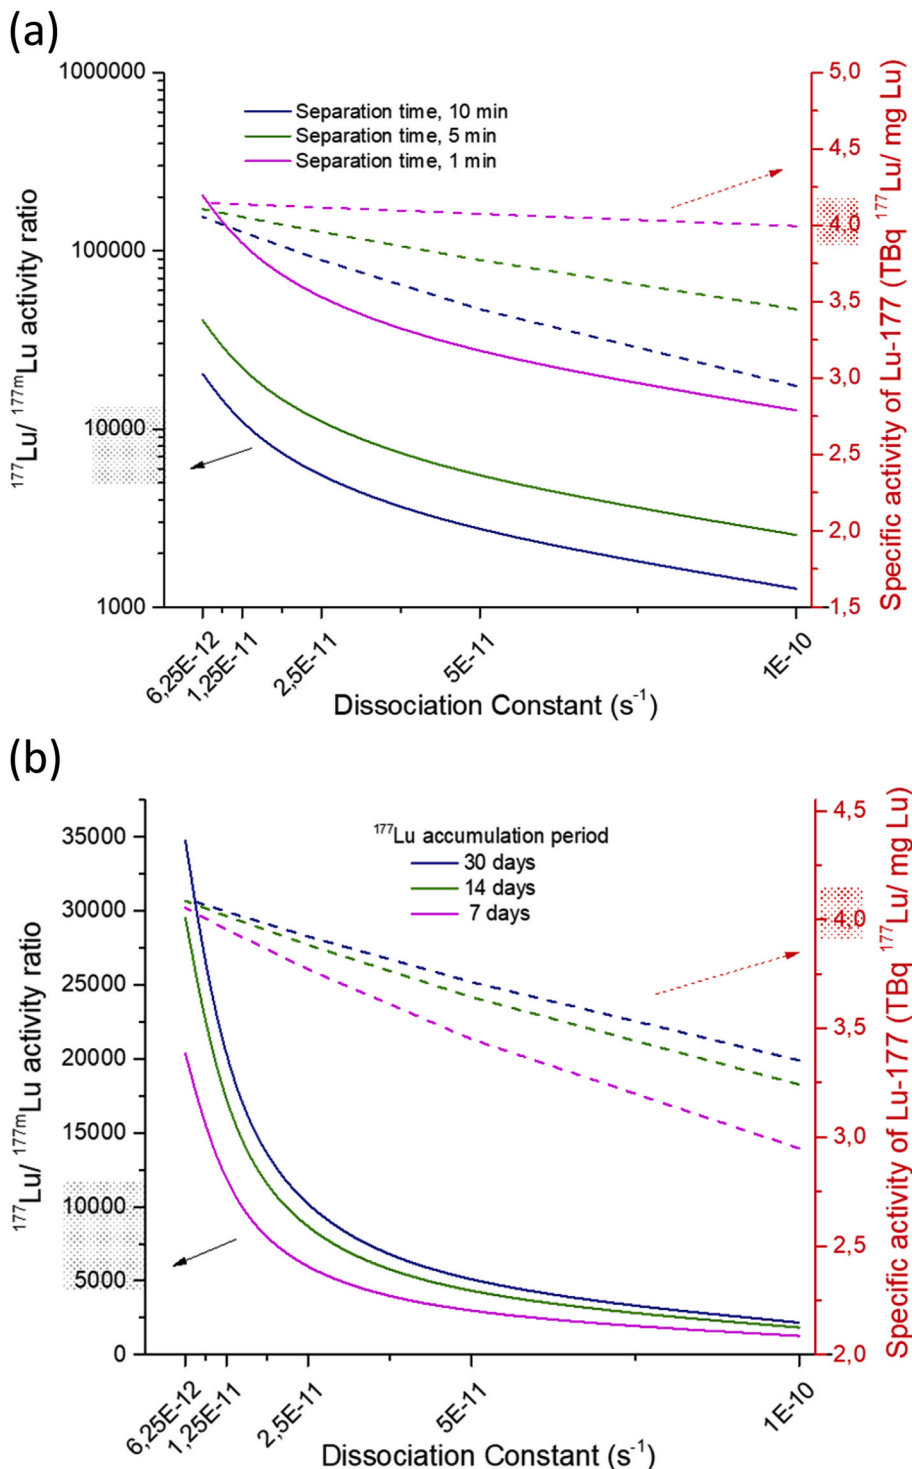 (a)
1000000
100000
10000
1000
¹⁷⁷Lu/ ¹⁷⁷ᵐLu activity ratio
Separation time, 10 min
Separation time, 5 min
Separation time, 1 min
5,0
4,5
4,0
3,5
3,0
2,5
2,0
1,5
Specific activity of Lu-177 (TBq ¹⁷⁷Lu/ mg Lu)
6,25E-12
1,25E-11
2,5E-11
5E-11
1E-10
Dissociation Constant (s⁻¹)
(b)
35000
30000
25000
20000
15000
10000
5000
0
¹⁷⁷Lu/ ¹⁷⁷ᵐLu activity ratio
¹⁷⁷Lu accumulation period
30 days
14 days
7 days
4,5
4,0
3,5
3,0
2,5
2,0
Specific activity of Lu-177 (TBq ¹⁷⁷Lu/ mg Lu)
6,25E-12
1,25E-11
2,5E-11
5E-11
1E-10
Dissociation Constant (s⁻¹)